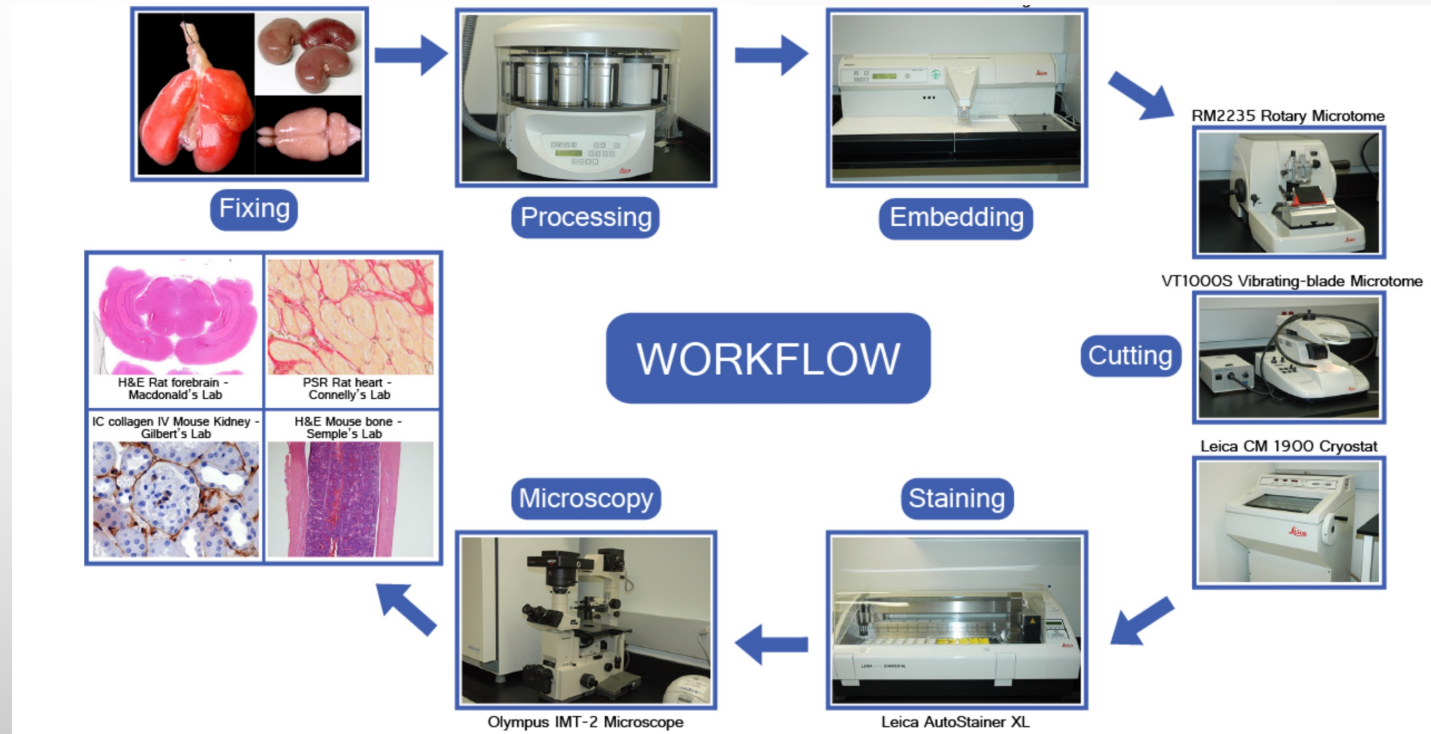 Fixing
Processing
Embedding
RM2235 Rotary Microtome
VT1000S Vibrating-blade Microtome
Cutting
Leica CM 1900 Cryostat
WORKFLOW
H&E Rat forebrain -
Macdonald's Lab
PSR Rat heart -
Connelly's Lab
IC collagen IV Mouse Kidney -
Gilbert's Lab
H&E Mouse bone -
Semple's Lab
Microscopy
Staining
Olympus IMT-2 Microscope
Leica AutoStainer XL